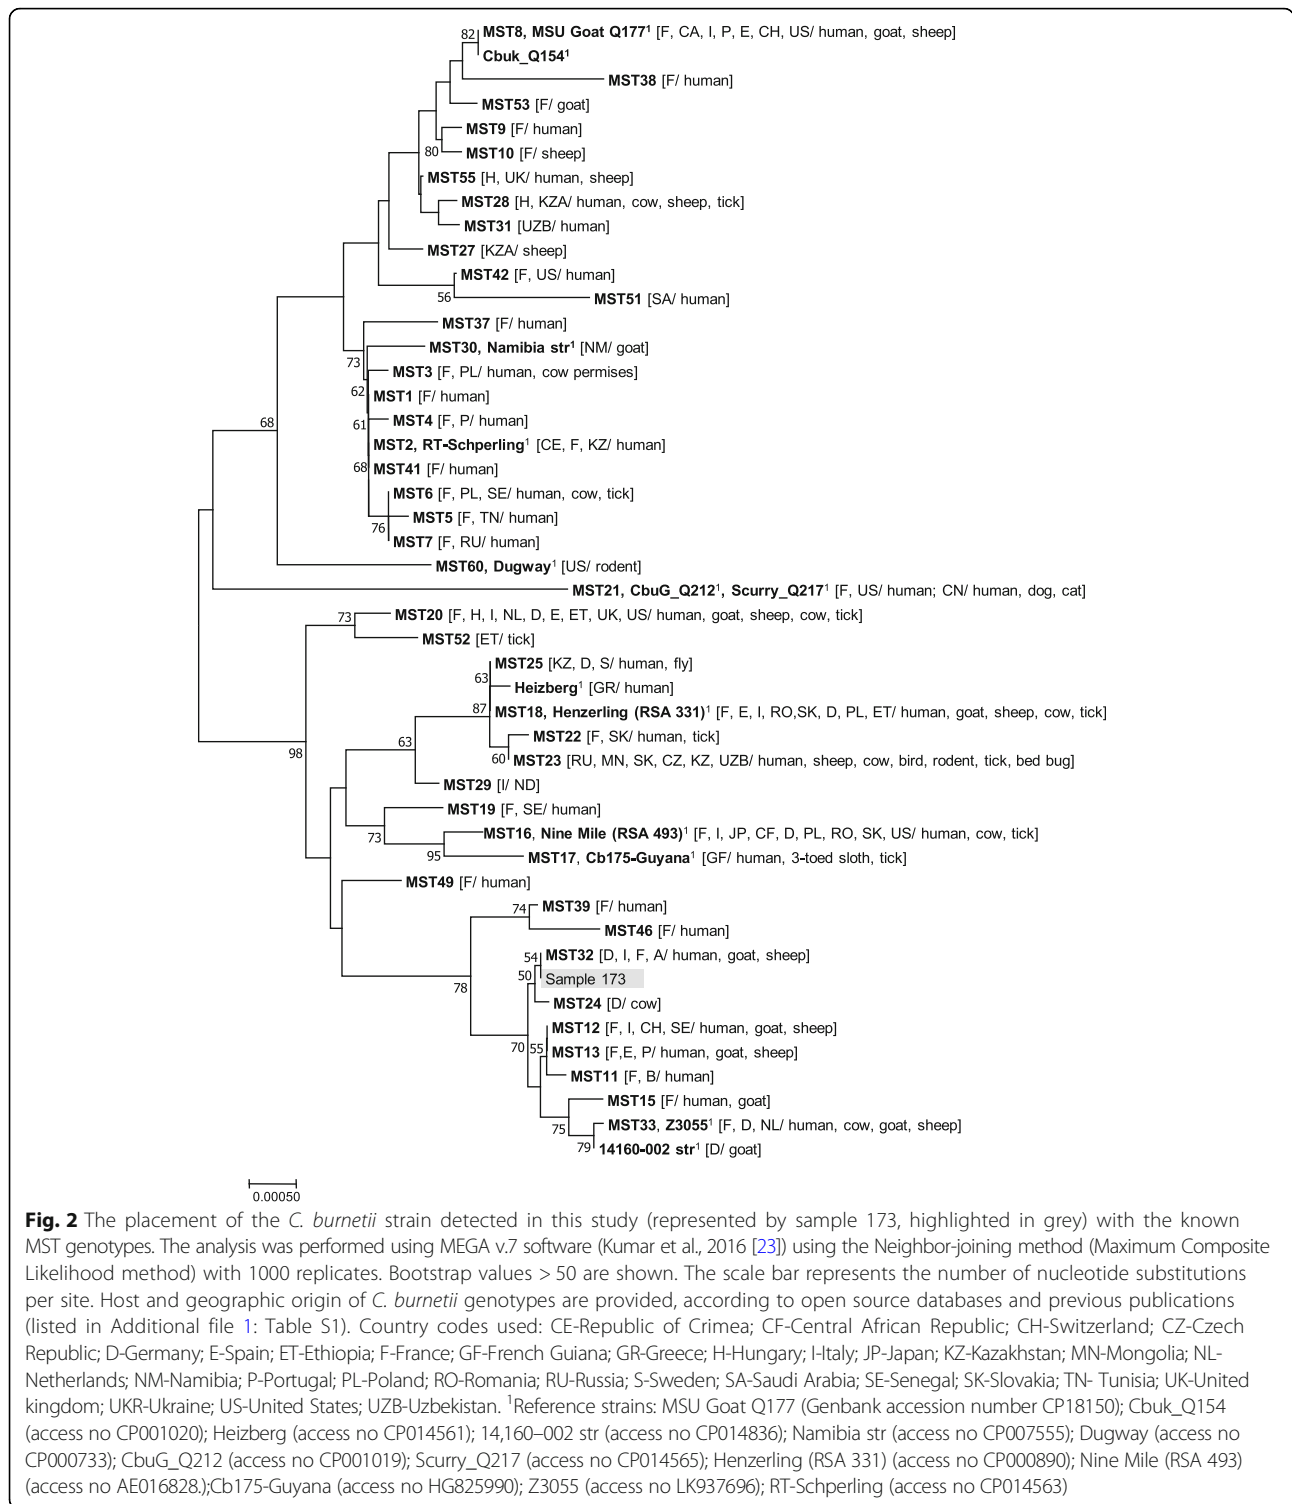 82 MST8, MSU Goat Q177¹ [F, CA, I, P, E, CH, US/ human, goat, sheep]
Cbuk_Q154¹
MST38 [F/ human]
MST53 [F/ goat]
MST9 [F/ human]
80 MST10 [F/ sheep]
MST55 [H, UK/ human, sheep]
MST28 [H, KZA/ human, cow, sheep, tick]
MST31 [UZB/ human]
MST27 [KZA/ sheep]
MST42 [F, US/ human]
56 MST51 [SA/ human]
MST37 [F/ human]
MST30, Namibia str¹ [NM/ goat]
73
MST3 [F, PL/ human, cow permises]
62 MST1 [F/ human]
MST4 [F, P/ human]
61
68
MST2, RT-Schperling¹ [CE, F, KZ/ human]
68 MST41 [F/ human]
MST6 [F, PL, SE/ human, cow, tick]
MST5 [F, TN/ human]
76
MST7 [F, RU/ human]
MST60, Dugway¹ [US/ rodent]
MST21, CbuG_Q212¹, Scurry_Q217¹ [F, US/ human; CN/ human, dog, cat]
73 MST20 [F, H, I, NL, D, E, ET, UK, US/ human, goat, sheep, cow, tick]
MST52 [ET/ tick]
MST25 [KZ, D, S/ human, fly]
63
Heizberg¹ [GR/ human]
87 MST18, Henzerling (RSA 331)¹ [F, E, I, RO,SK, D, PL, ET/ human, goat, sheep, cow, tick]
MST22 [F, SK/ human, tick]
63
98
60 MST23 [RU, MN, SK, CZ, KZ, UZB/ human, sheep, cow, bird, rodent, tick, bed bug]
MST29 [I/ ND]
MST19 [F, SE/ human]
73 MST16, Nine Mile (RSA 493)¹ [F, I, JP, CF, D, PL, RO, SK, US/ human, cow, tick]
95 MST17, Cb175-Guyana¹ [GF/ human, 3-toed sloth, tick]
MST49 [F/ human]
74 MST39 [F/ human]
MST46 [F/ human]
54 MST32 [D, I, F, A/ human, goat, sheep]
50 Sample 173
78
MST24 [D/ cow]
MST12 [F, I, CH, SE/ human, goat, sheep]
70 55 MST13 [F,E, P/ human, goat, sheep]
MST11 [F, B/ human]
MST15 [F/ human, goat]
75 MST33, Z3055¹ [F, D, NL/ human, cow, goat, sheep]
79 14160-002 str¹ [D/ goat]
0.00050
Fig. 2 The placement of the C. burnetii strain detected in this study (represented by sample 173, highlighted in grey) with the known
MST genotypes. The analysis was performed using MEGA v.7 software (Kumar et al., 2016 [23]) using the Neighbor-joining method (Maximum Composite
Likelihood method) with 1000 replicates. Bootstrap values > 50 are shown. The scale bar represents the number of nucleotide substitutions
per site. Host and geographic origin of C. burnetii genotypes are provided, according to open source databases and previous publications
(listed in Additional file 1: Table S1). Country codes used: CE-Republic of Crimea; CF-Central African Republic; CH-Switzerland; CZ-Czech
Republic; D-Germany; E-Spain; ET-Ethiopia; F-France; GF-French Guiana; GR-Greece; H-Hungary; I-Italy; JP-Japan; KZ-Kazakhstan; MN-Mongolia; NL-
Netherlands; NM-Namibia; P-Portugal; PL-Poland; RO-Romania; RU-Russia; S-Sweden; SA-Saudi Arabia; SE-Senegal; SK-Slovakia; TN- Tunisia; UK-United
kingdom; UKR-Ukraine; US-United States; UZB-Uzbekistan. ¹Reference strains: MSU Goat Q177 (Genbank accession number CP18150); Cbuk_Q154
(access no CP001020); Heizberg (access no CP014561); 14,160–002 str (access no CP014836); Namibia str (access no CP007555); Dugway (access no
CP000733); CbuG_Q212 (access no CP001019); Scurry_Q217 (access no CP014565); Henzerling (RSA 331) (access no CP000890); Nine Mile (RSA 493)
(access no AE016828.);Cb175-Guyana (access no HG825990); Z3055 (access no LK937696); RT-Schperling (access no CP014563)